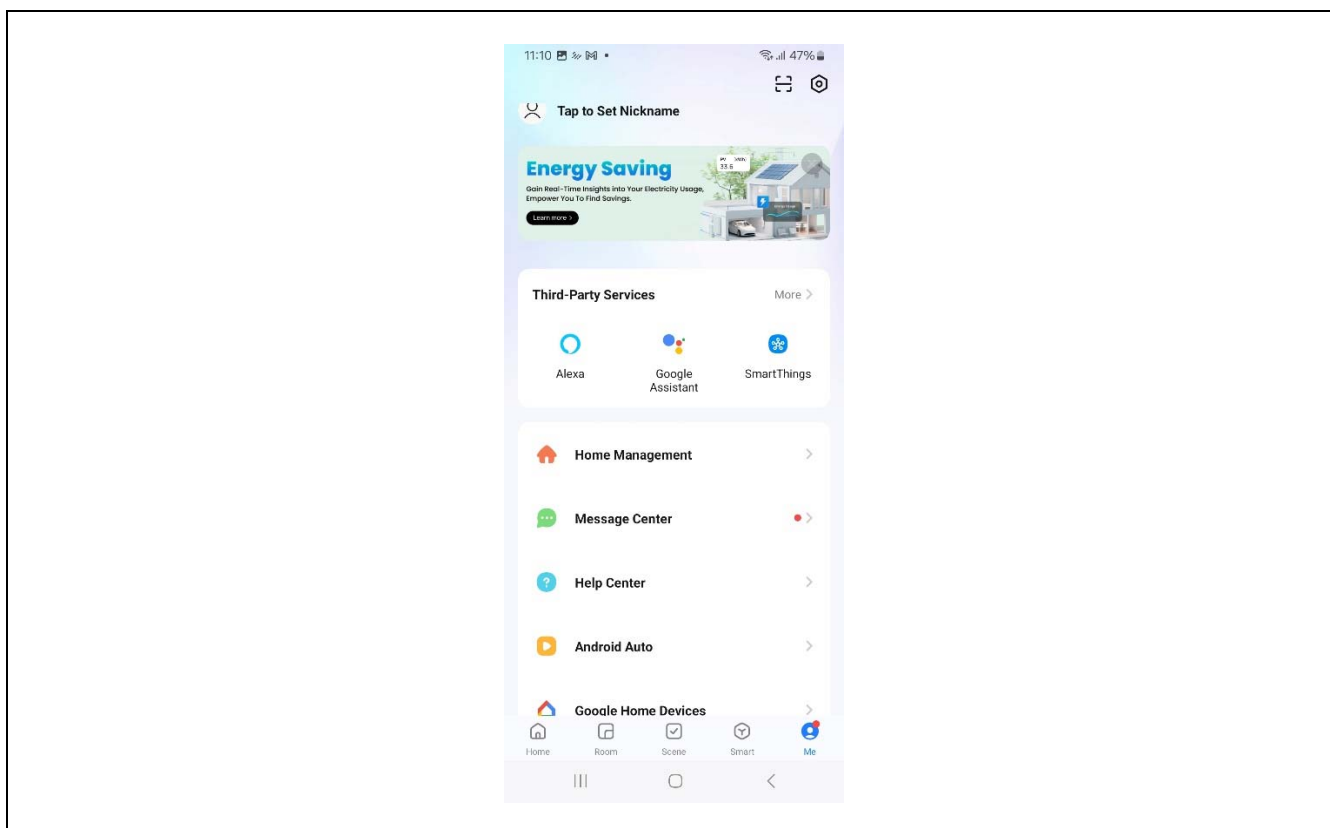 11:10 47%
Tap to Set Nickname
Energy Saving
Gain Real-Time Insights into Your Electricity Usage,
Empower You To Find Savings.
Learn more >
33.6
Third-Party Services More >
Alexa
Google
Assistant
SmartThings
Home Management
Message Center
Help Center
Android Auto
Google Home Devices
Home Room Scene Smart Me